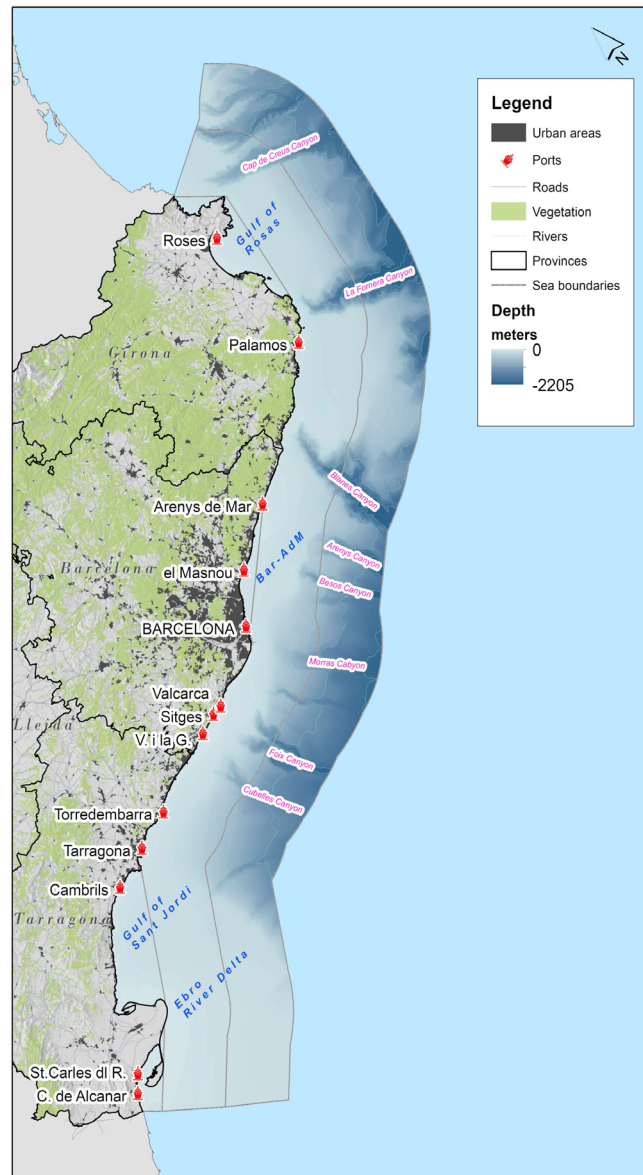 N
Legend
Urban areas
Ports
Roads
Vegetation
Rivers
Provinces
Sea boundaries
Depth
meters
0
-2205
Cap de Creus Canyon
Gulf of
Rosas
Roses
La Fornera Canyon
Palamos
Girona
Blanes Canyon
Arenys de Mar
Bar-AdM
Arenys Canyon
Barcelona
el Masnou
Besos Canyon
BARCELONA
Morras Cabyon
Valcarca
Sitges
Lleida
V. i la G.
Foix Canyon
Cubelles Canyon
Torredembarra
Tarragona
Cambrils
Tarragona
Gulf of
Sant Jordi
Ebro
River Delta
St.Carles dl R.
C. de Alcanar